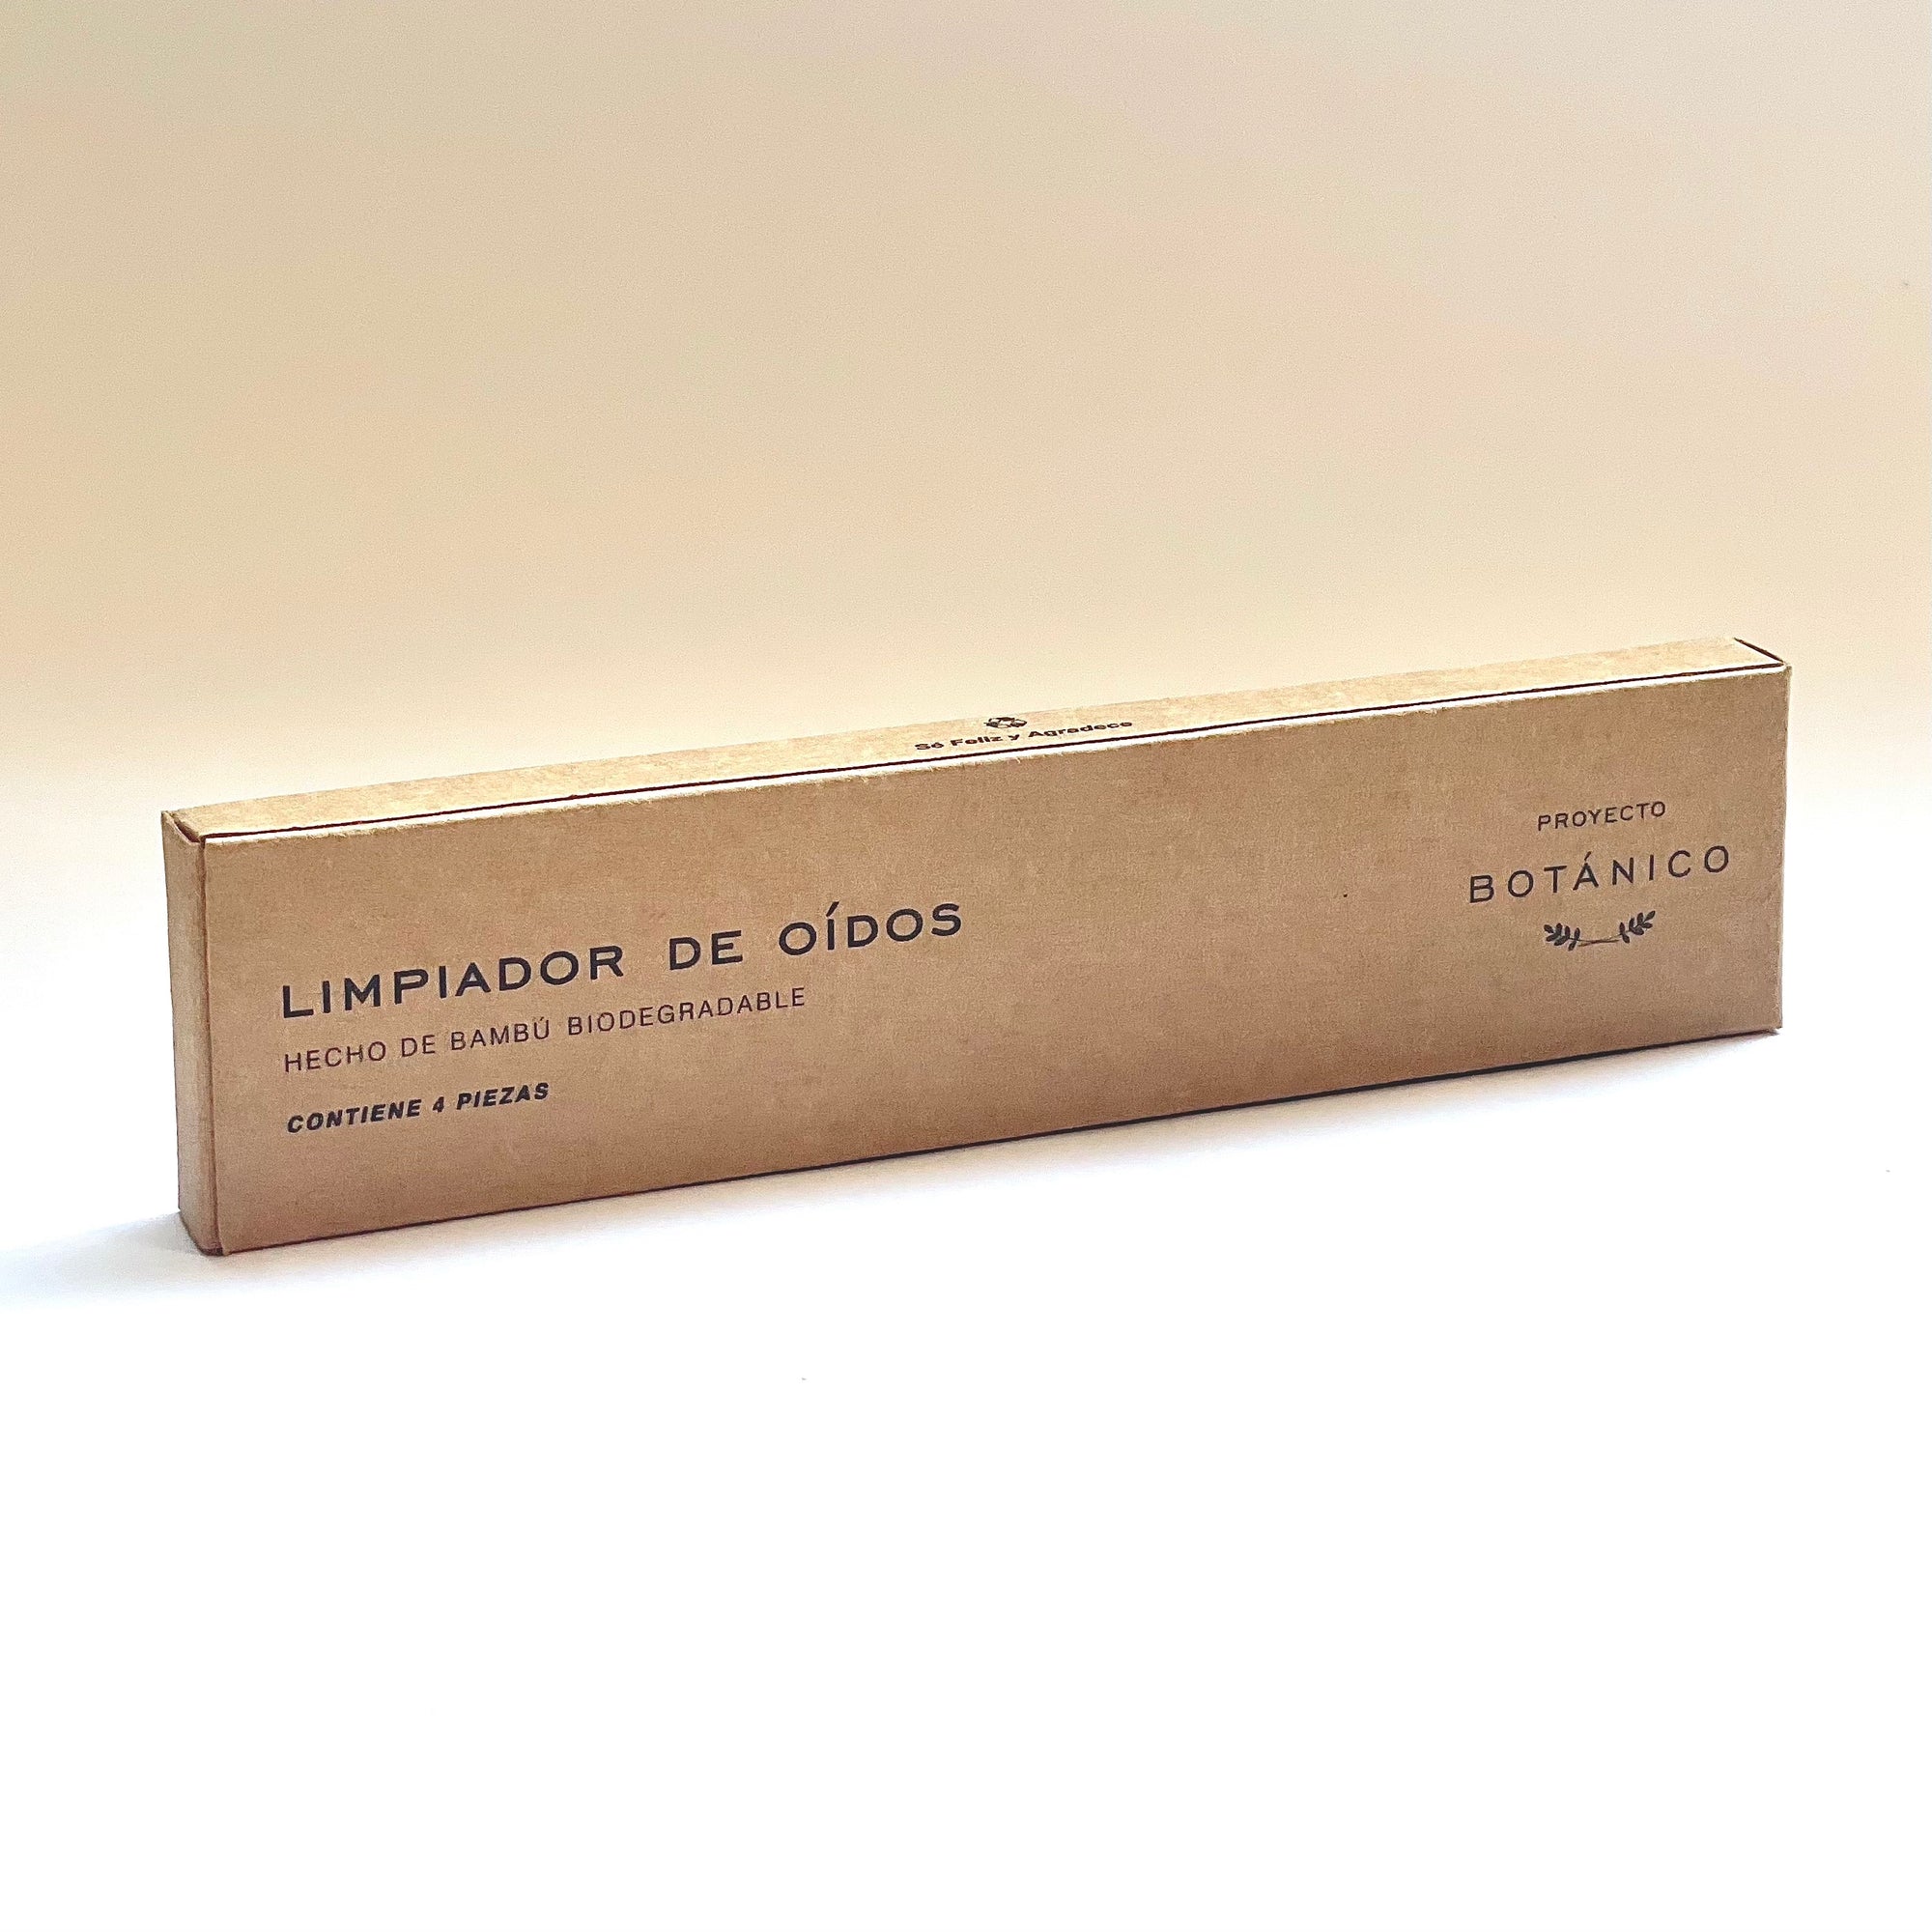 Sé Feliz y Agradece
LIMPIADOR DE OÍDOS
HECHO DE BAMBÚ BIODEGRADABLE
CONTIENE 4 PIEZAS
PROYECTO
BOTÁNICO